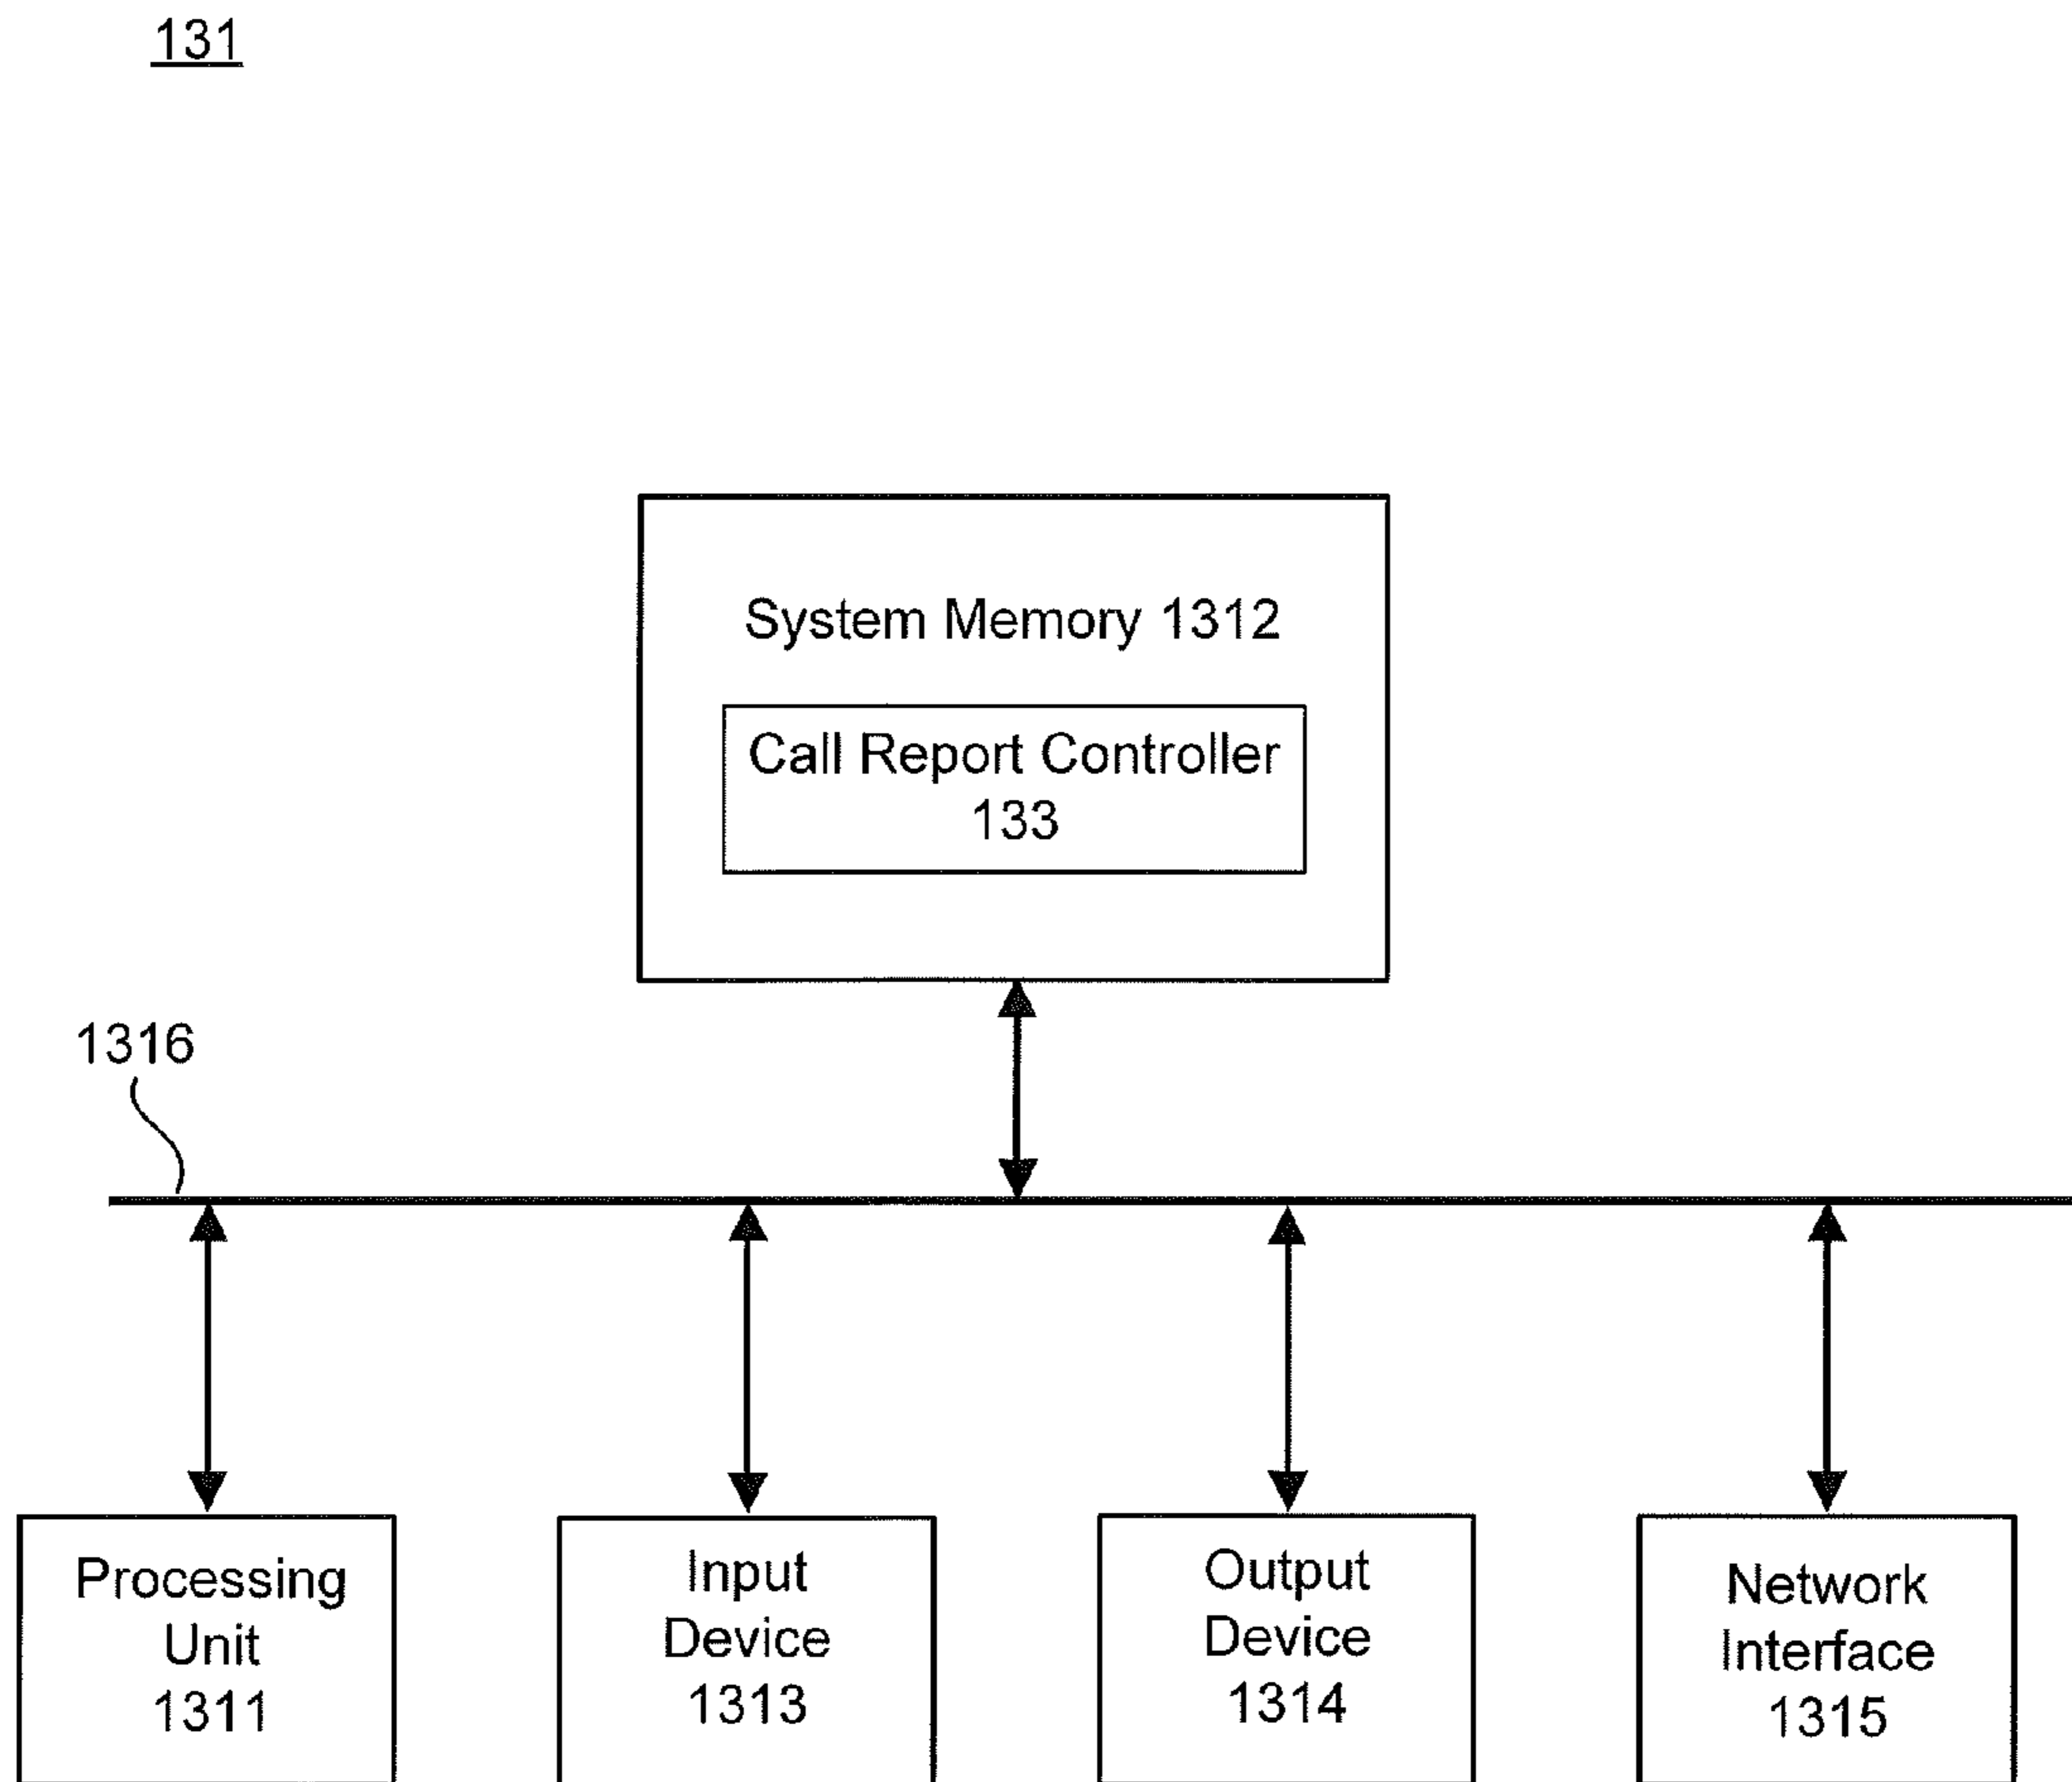 131
System Memory 1312
Call Report Controller
133
1316
Processing
Unit
1311
Input
Device
1313
Output
Device
1314
Network
Interface
1315